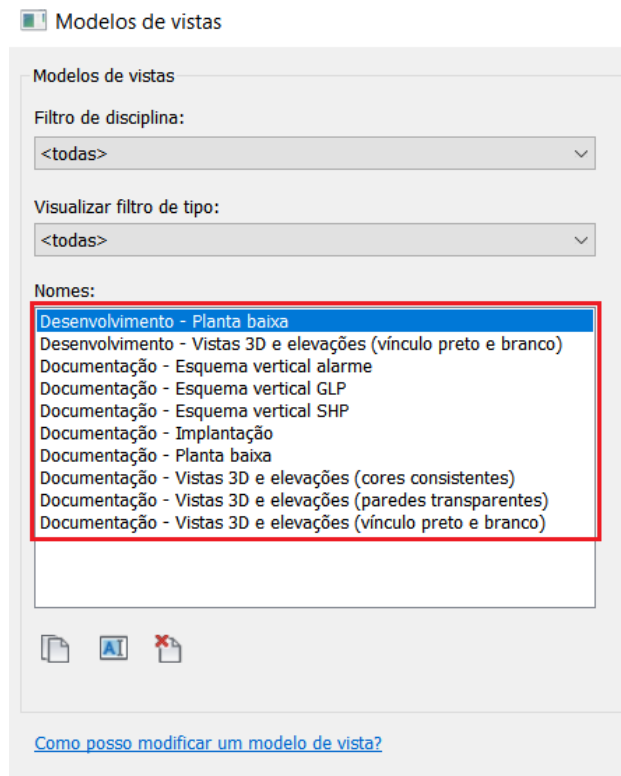 Modelos de vistas
Modelos de vistas
Filtro de disciplina:
<todas>
Visualizar filtro de tipo:
<todas>
Nomes:
Desenvolvimento - Planta baixa
Desenvolvimento - Vistas 3D e elevações (vínculo preto e branco)
Documentação - Esquema vertical alarme
Documentação - Esquema vertical GLP
Documentação - Esquema vertical SHP
Documentação - Implantação
Documentação - Planta baixa
Documentação - Vistas 3D e elevações (cores consistentes)
Documentação - Vistas 3D e elevações (paredes transparentes)
Documentação - Vistas 3D e elevações (vínculo preto e branco)
AI
Como posso modificar um modelo de vista?